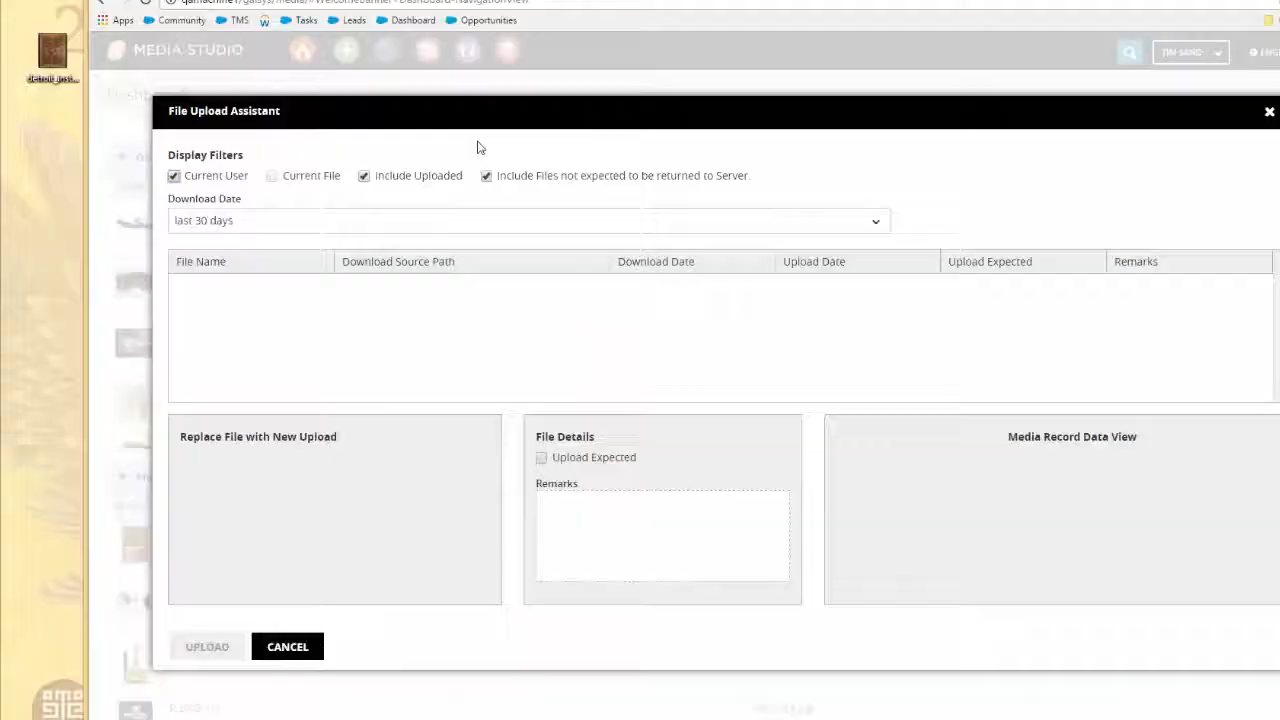 Apps Community TMS Tasks Leads Dashboard Opportunities
MEDIA STUDIO
TIM SAND
File Upload Assistant
Display Filters
Current User Current File Include Uploaded Include Files not expected to be returned to Server.
Download Date
last 30 days
File Name Download Source Path Download Date Upload Date Upload Expected Remarks
Replace File with New Upload
File Details
Upload Expected
Remarks
Media Record Data View
UPLOAD CANCEL